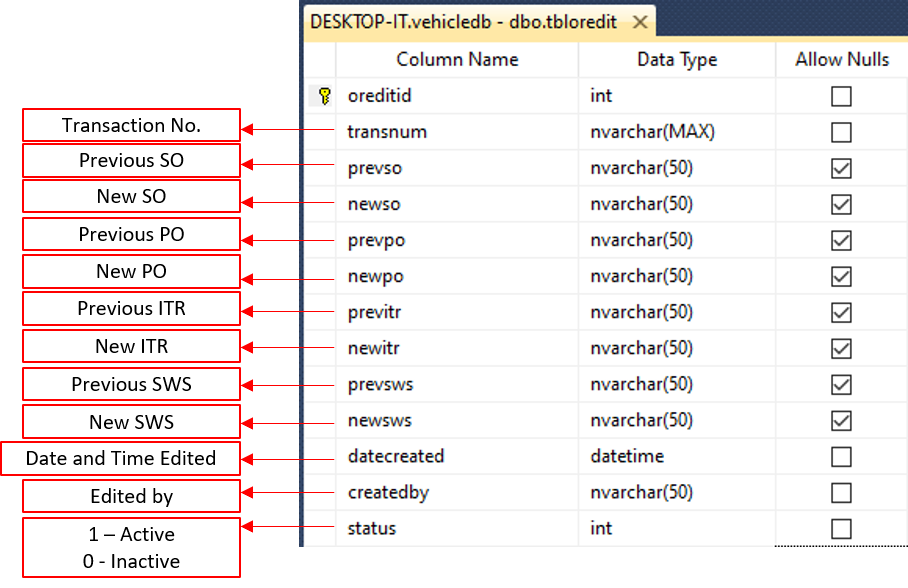 DESKTOP-IT.vehicledb - dbo.tbloredit
Column Name Data Type Allow Nulls
oreditid int
Transaction No. transnum nvarchar(MAX)
Previous SO prevso nvarchar(50)
New SO newso nvarchar(50)
Previous PO prevpo nvarchar(50)
New PO newpo nvarchar(50)
Previous ITR previtr nvarchar(50)
New ITR newitr nvarchar(50)
Previous SWS prevsws nvarchar(50)
New SWS newsws nvarchar(50)
Date and Time Edited datecreated datetime
Edited by createdby nvarchar(50)
1 – Active status int
0 - Inactive